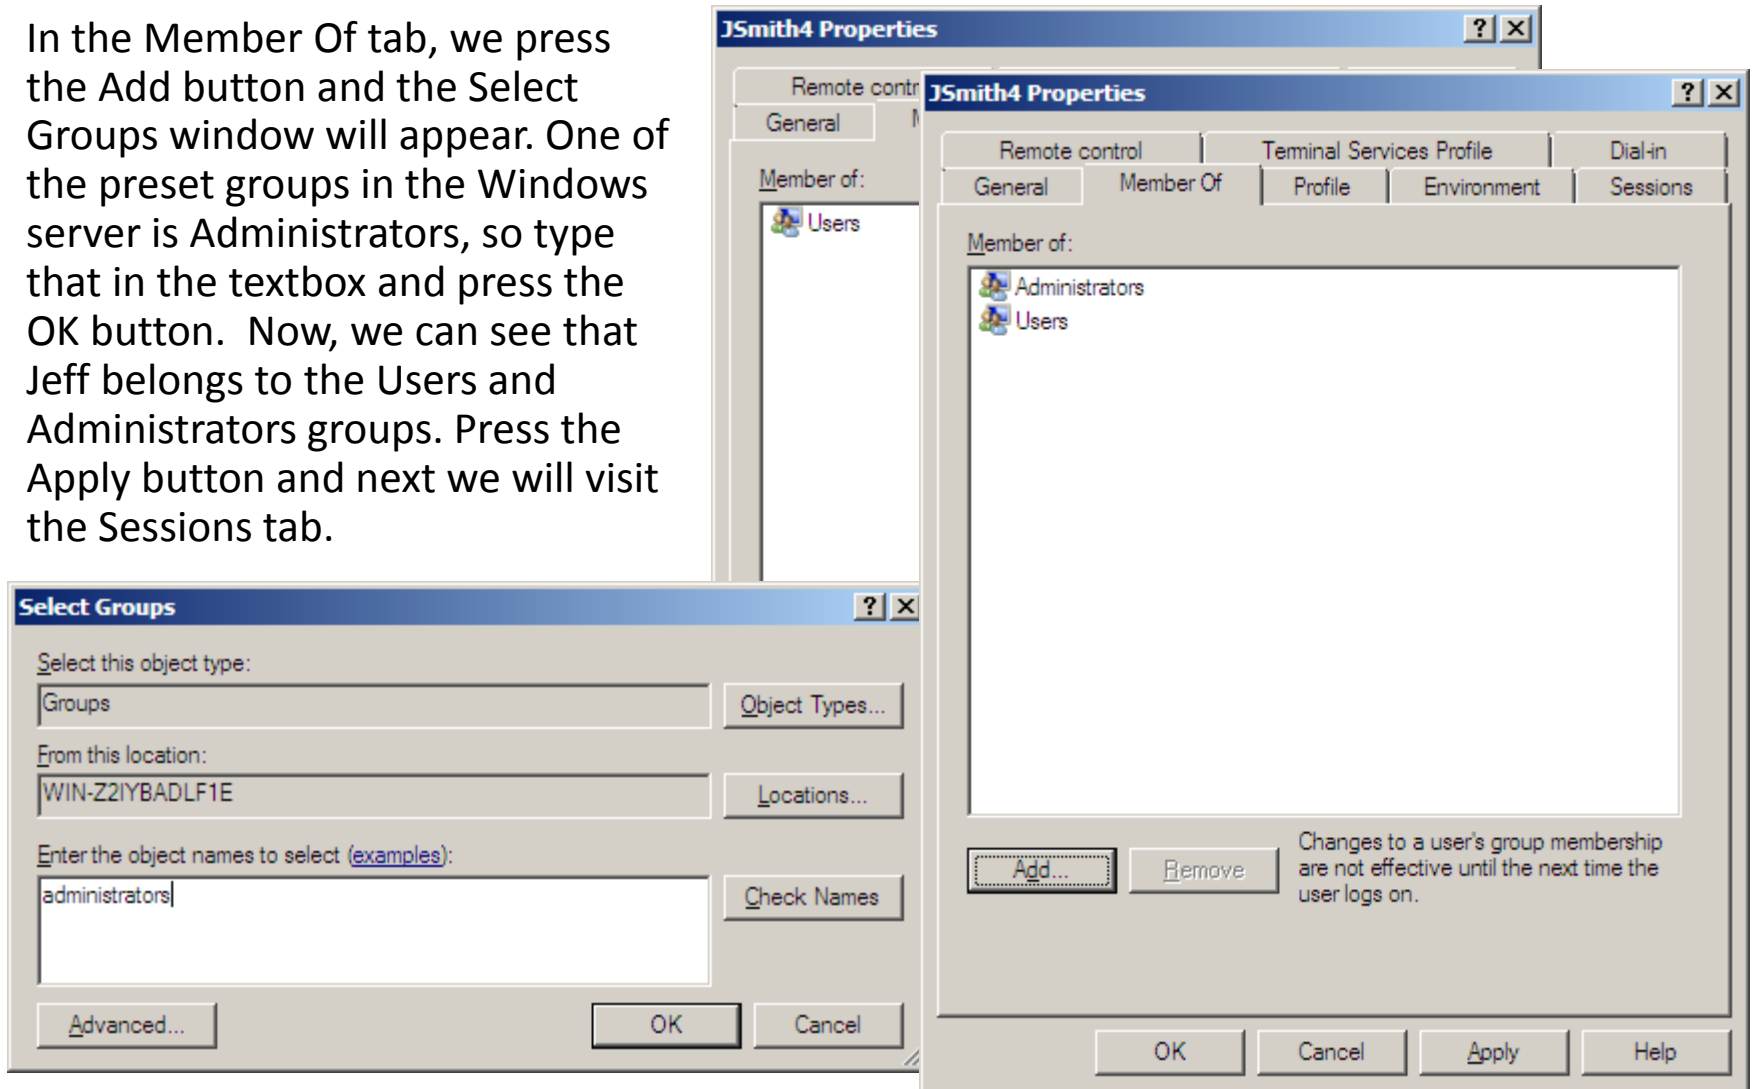 In the Member Of tab, we press
the Add button and the Select
Groups window will appear. One of
the preset groups in the Windows
server is Administrators, so type
that in the textbox and press the
OK button.  Now, we can see that
Jeff belongs to the Users and
Administrators groups. Press the
Apply button and next we will visit
the Sessions tab.
JSmith4 Properties
Remote contr
General
Member of:
Users
JSmith4 Properties
Remote control
Terminal Services Profile
Dial-in
General
Member Of
Profile
Environment
Sessions
Member of:
Administrators
Users
Add...
Remove
Changes to a user's group membership
are not effective until the next time the
user logs on.
OK
Cancel
Apply
Help
Select Groups
Select this object type:
Groups
Object Types...
From this location:
WIN-Z2IYBADLF1E
Locations...
Enter the object names to select (examples):
administrators
Check Names
Advanced...
OK
Cancel